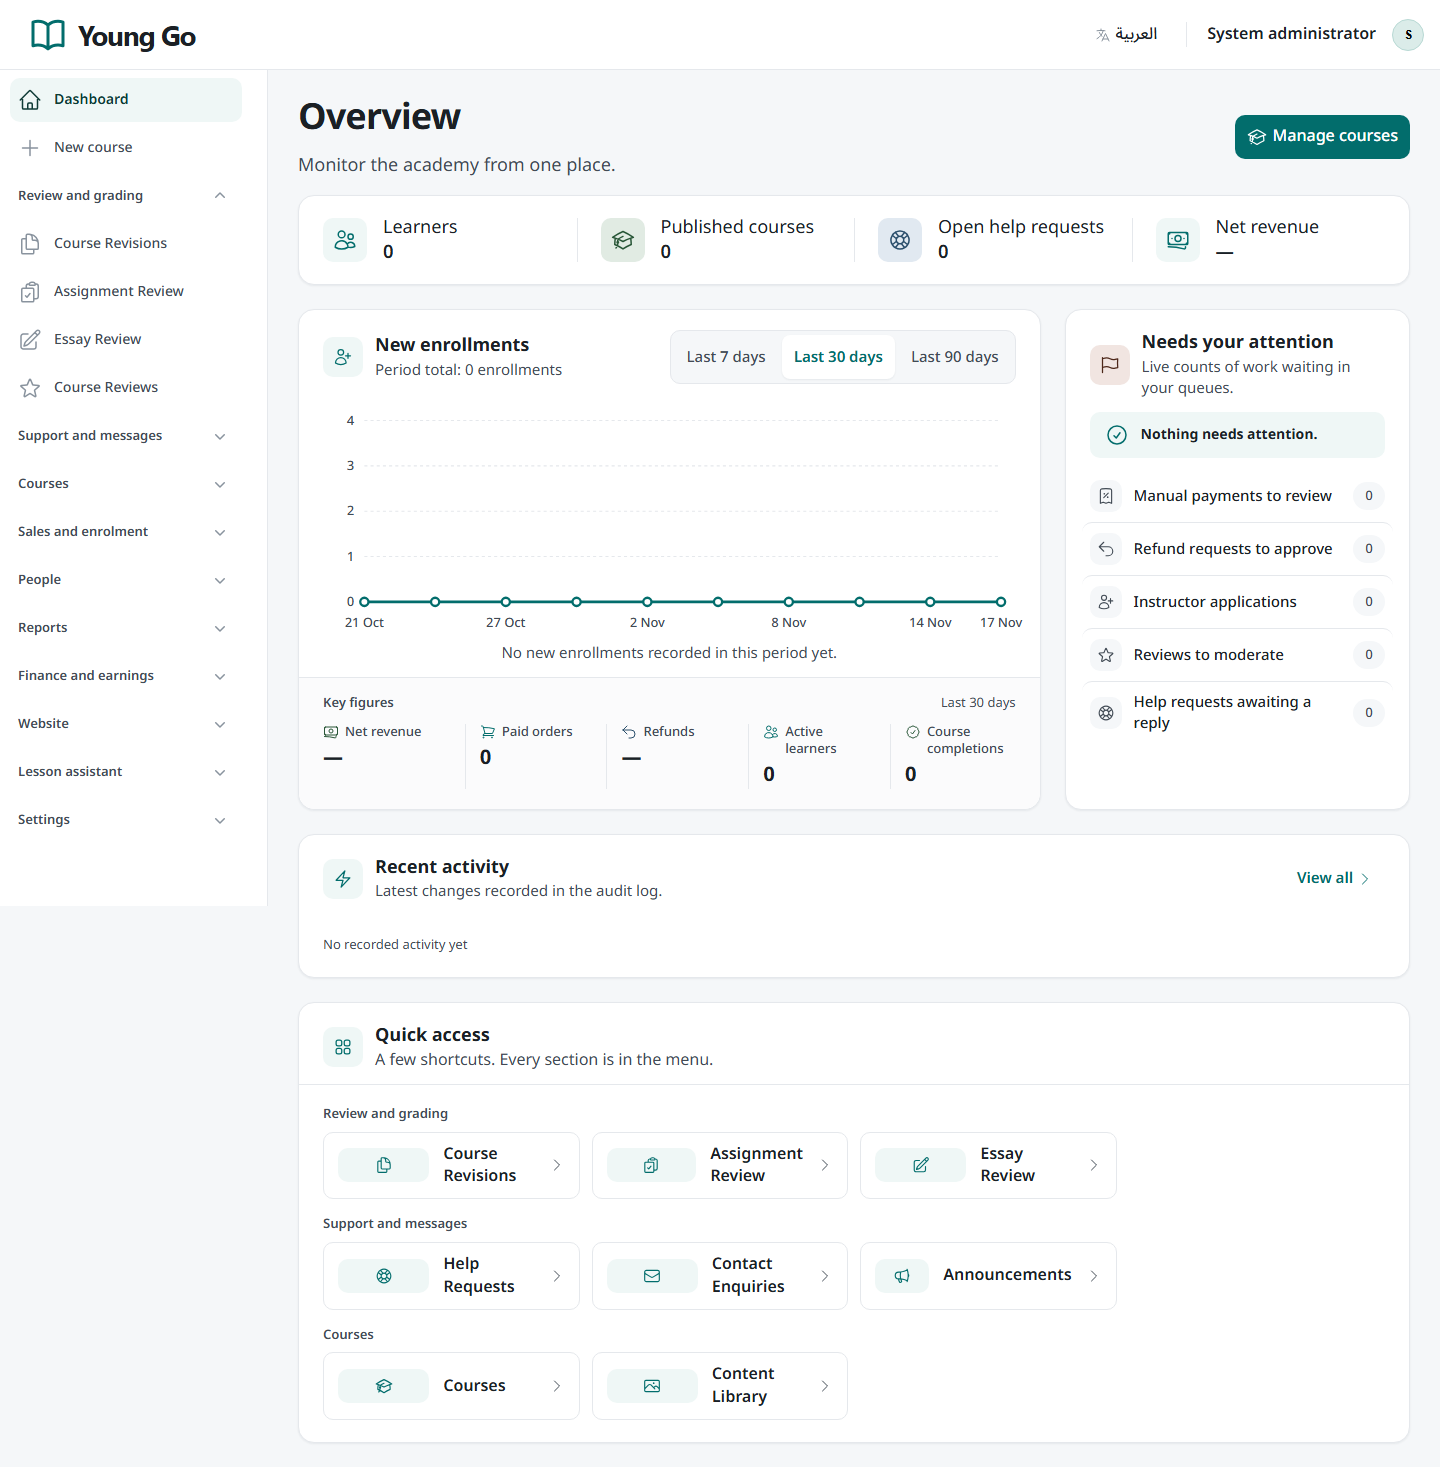 Young Go
العربية
System administrator
S
Dashboard
New course
Review and grading
Course Revisions
Assignment Review
Essay Review
Course Reviews
Support and messages
Courses
Sales and enrolment
People
Reports
Finance and earnings
Website
Lesson assistant
Settings
Overview
Monitor the academy from one place.
Manage courses
Learners
0
Published courses
0
Open help requests
0
Net revenue
—
New enrollments
Period total: 0 enrollments
Last 7 days
Last 30 days
Last 90 days
4
3
2
1
0
21 Oct
27 Oct
2 Nov
8 Nov
14 Nov
17 Nov
No new enrollments recorded in this period yet.
Key figures
Last 30 days
Net revenue
—
Paid orders
0
Refunds
—
Active
learners
0
Course
completions
0
Needs your attention
Live counts of work waiting in
your queues.
Nothing needs attention.
Manual payments to review
0
Refund requests to approve
0
Instructor applications
0
Reviews to moderate
0
Help requests awaiting a
reply
0
Recent activity
Latest changes recorded in the audit log.
View all
No recorded activity yet
Quick access
A few shortcuts. Every section is in the menu.
Review and grading
Course
Revisions
Assignment
Review
Essay
Review
Support and messages
Help
Requests
Contact
Enquiries
Announcements
Courses
Courses
Content
Library